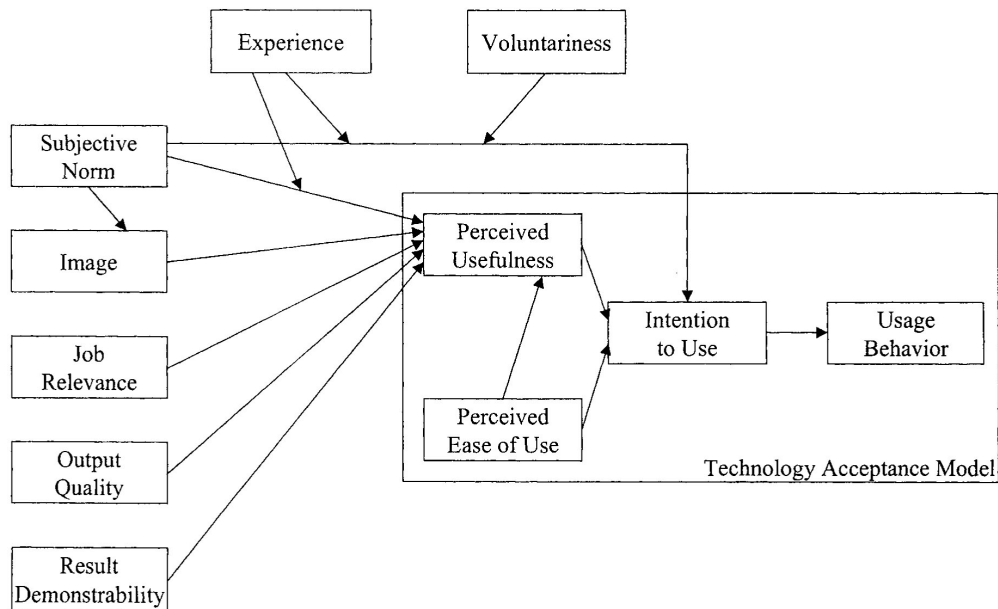 Experience
Voluntariness
Subjective
Norm
Image
Job
Relevance
Output
Quality
Result
Demonstrability
Perceived
Usefulness
Perceived
Ease of Use
Intention
to Use
Usage
Behavior
Technology Acceptance Model